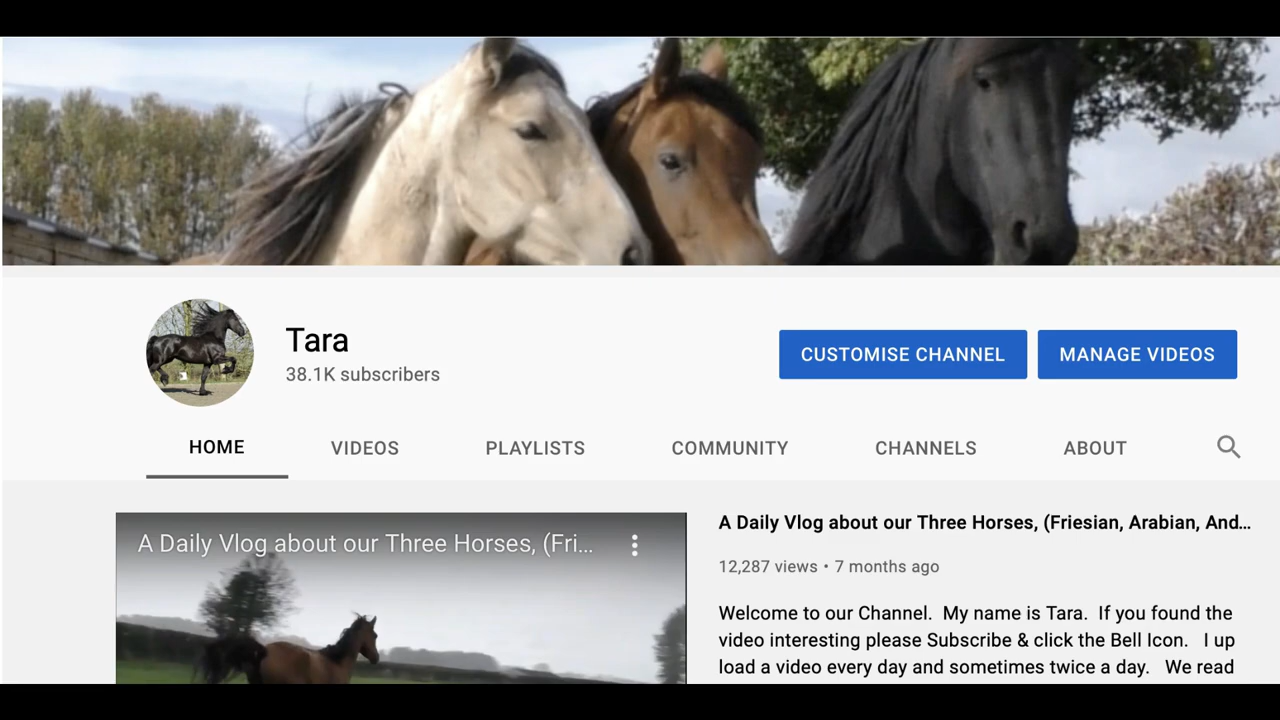 Tara
38.1K subscribers
CUSTOMISE CHANNEL
MANAGE VIDEOS
HOME
VIDEOS
PLAYLISTS
COMMUNITY
CHANNELS
ABOUT
A Daily Vlog about our Three Horses, (Fri...
A Daily Vlog about our Three Horses, (Friesian, Arabian, And...
12,287 views • 7 months ago
Welcome to our Channel.  My name is Tara.  If you found the
video interesting please Subscribe & click the Bell Icon.   I up
load a video every day and sometimes twice a day.   We read